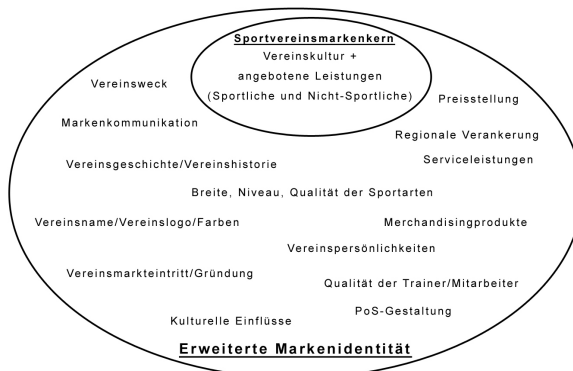 Sportvereinsmarkenkern
Vereinskultur +
angebotene Leistungen
(Sportliche und Nicht-Sportliche)
Vereinsweck
Preisstellung
Markenkommunikation
Regionale Verankerung
Vereinsgeschichte/Vereinshistorie
Serviceleistungen
Breite, Niveau, Qualität der Sportarten
Vereinsname/Vereinslogo/Farben
Merchandisingprodukte
Vereinspersönlichkeiten
Vereinsmarkteintritt/Gründung
Qualität der Trainer/Mitarbeiter
PoS-Gestaltung
Kulturelle Einflüsse
Erweiterte Markenidentität